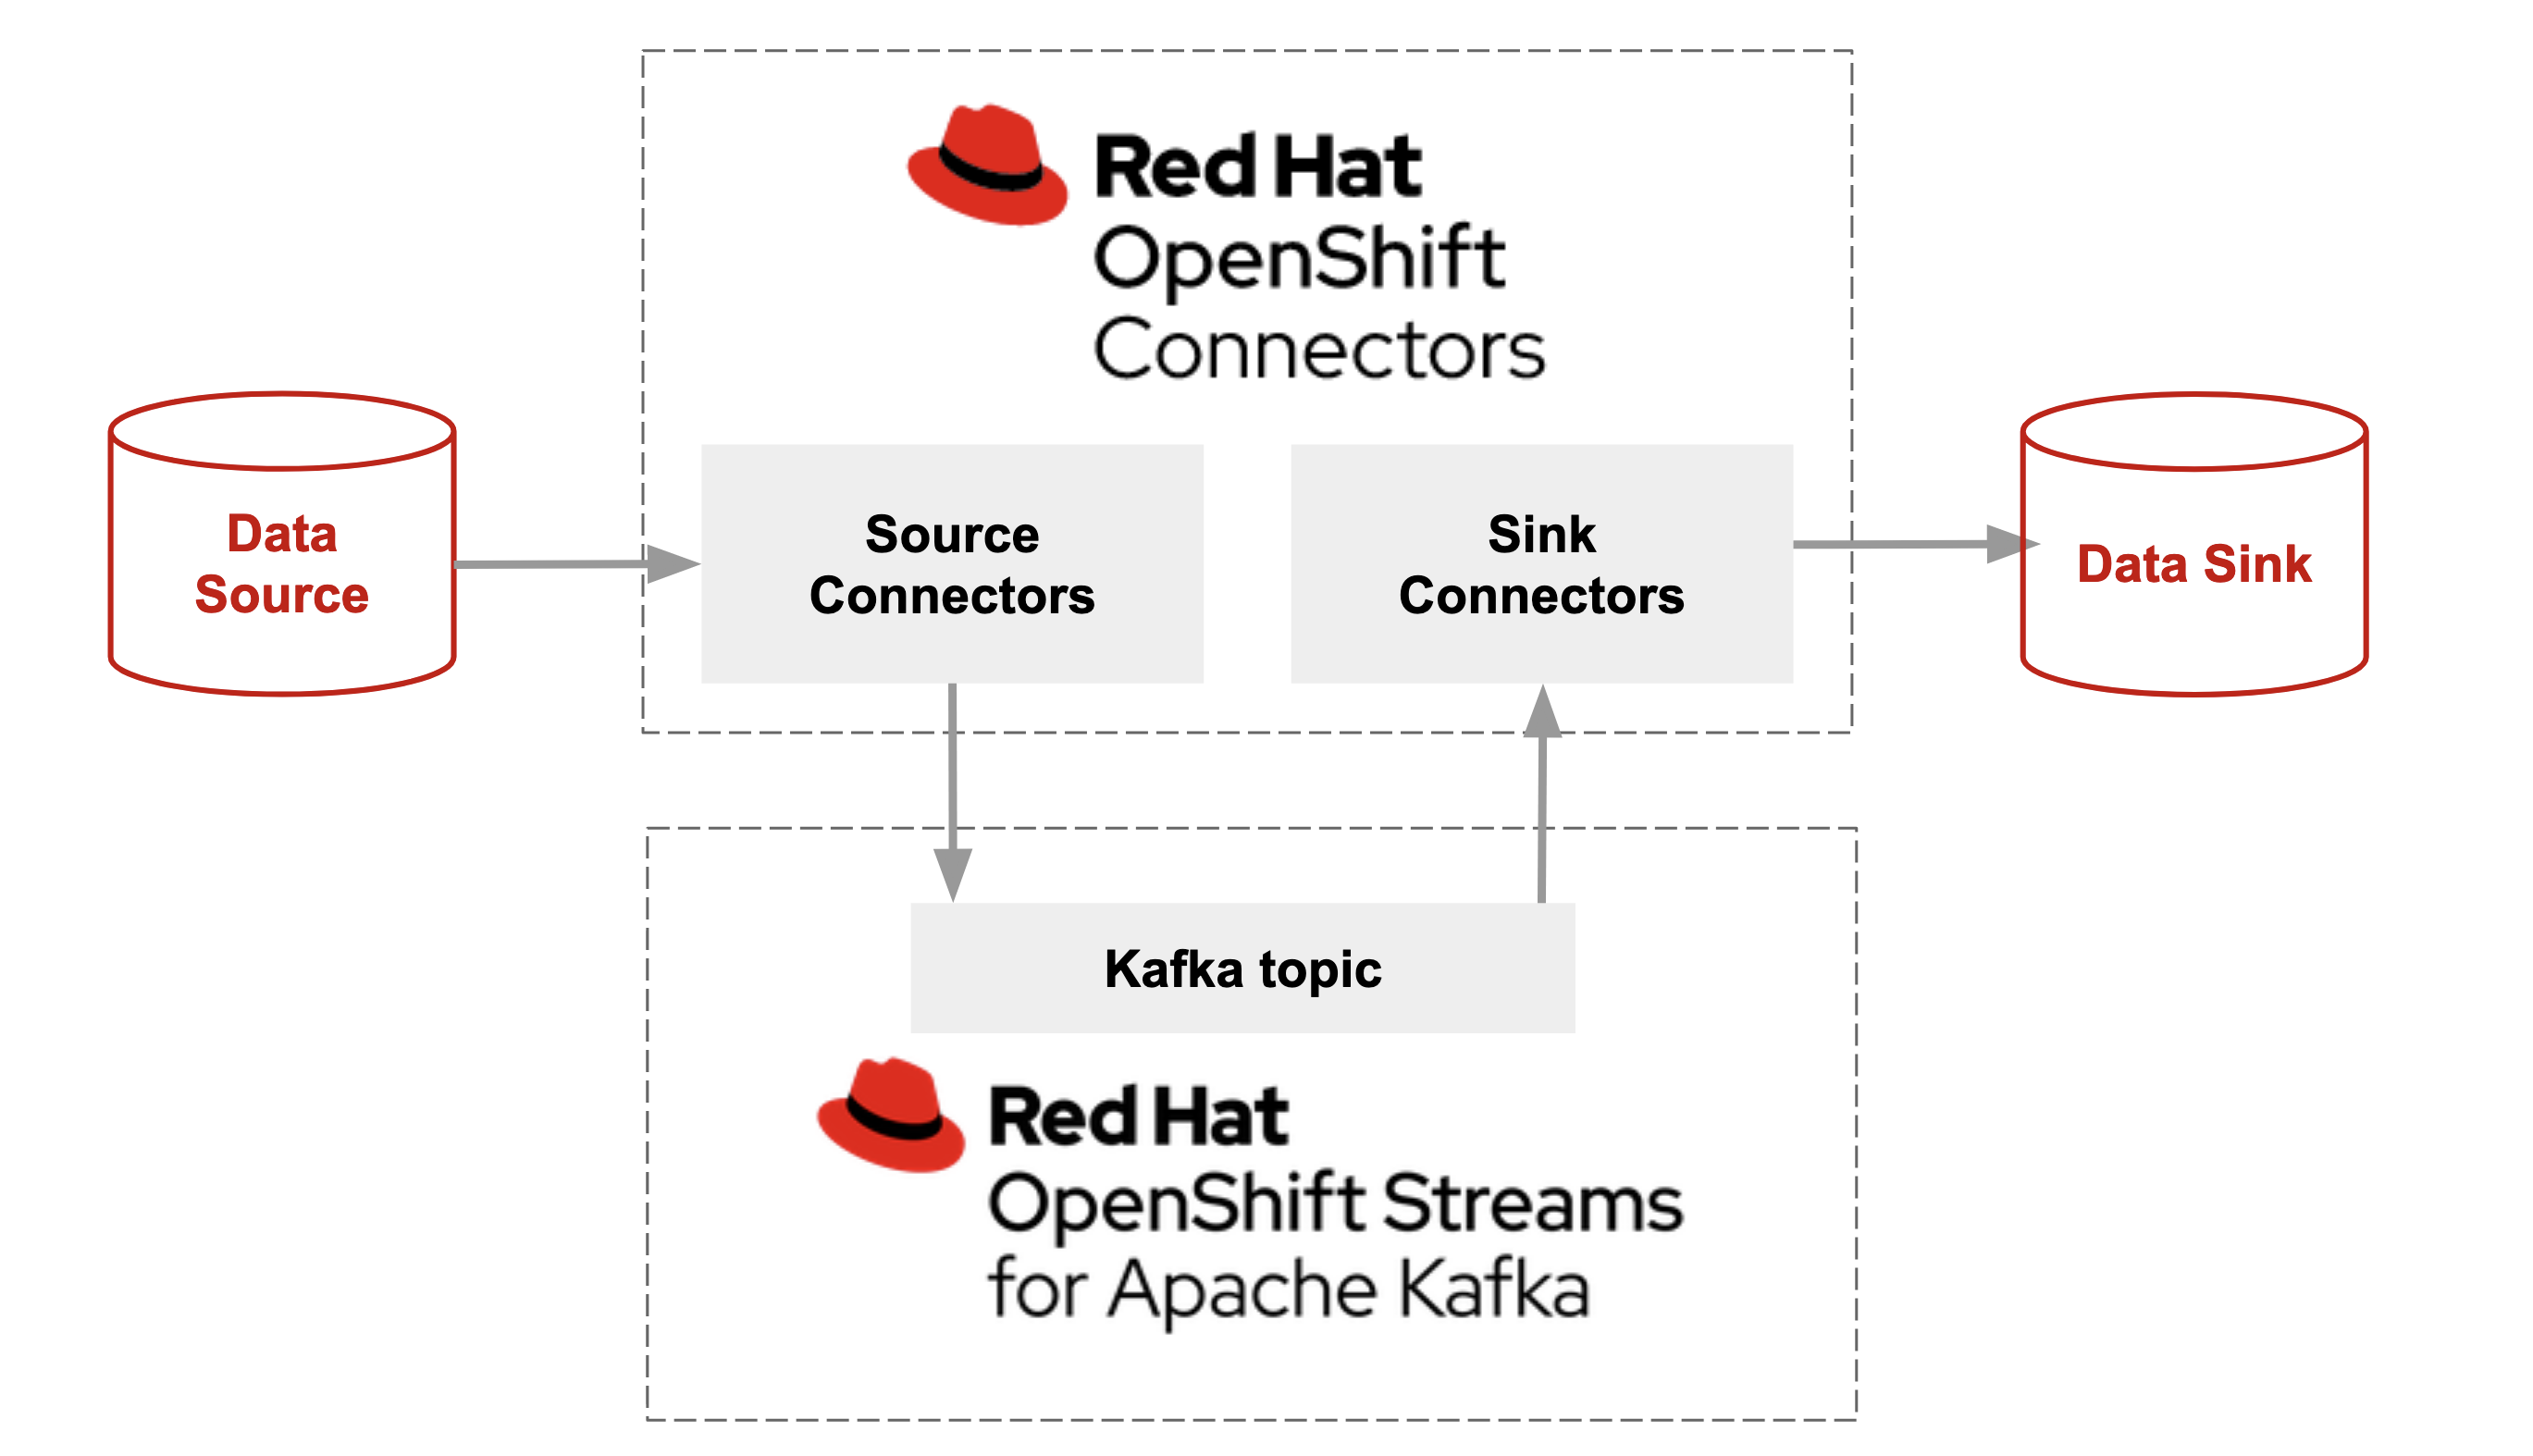 Red Hat
OpenShift
Connectors
Data
Source
Source
Connectors
Sink
Connectors
Data Sink
Kafka topic
Red Hat
OpenShift Streams
for Apache Kafka